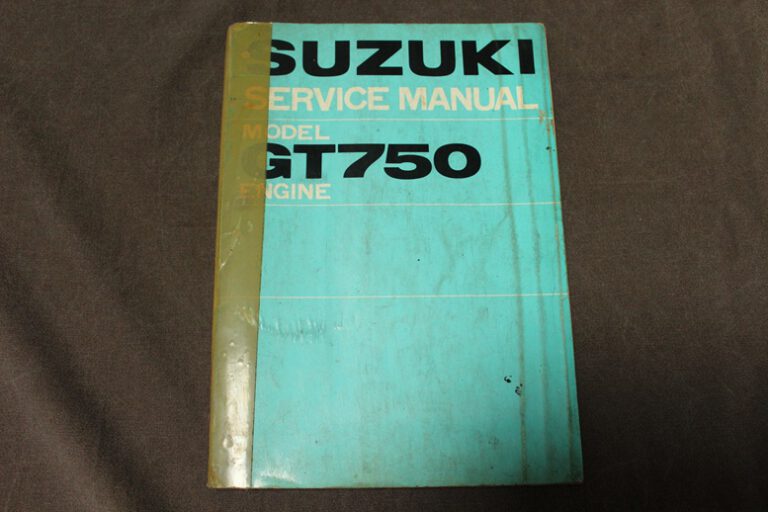 SUZUKI
SERVICE MANUAL
MODEL
GT750
ENGINE